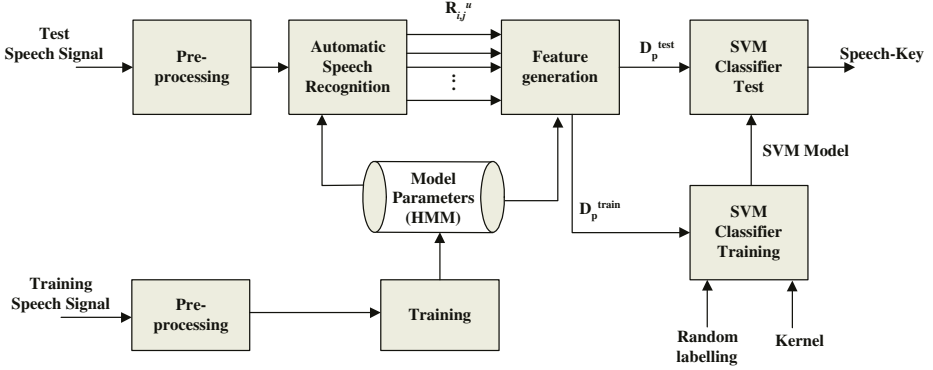 R_{i,j}^u
Test
Speech Signal
Pre-
processing
Automatic
Speech
Recognition
...
Feature
generation
D_p^{test}
SVM
Classifier
Test
Speech-Key
SVM Model
Model
Parameters
(HMM)
D_p^{train}
SVM
Classifier
Training
Training
Speech Signal
Pre-
processing
Training
Random
labelling
Kernel